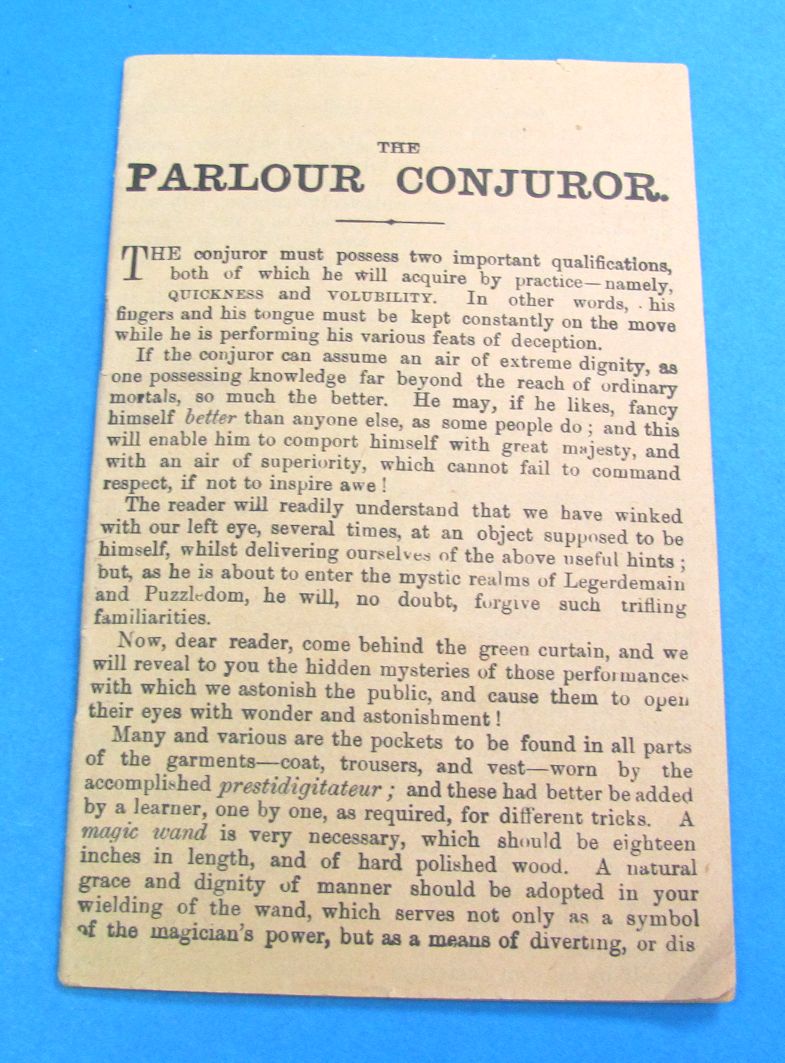 THE
PARLOUR CONJUROR.
THE conjuror must possess two important qualifications,
both of which he will acquire by practice—namely,
QUICKNESS and VOLUBILITY. In other words, his
fingers and his tongue must be kept constantly on the move
while he is performing his various feats of deception.
If the conjuror can assume an air of extreme dignity, as
one possessing knowledge far beyond the reach of ordinary
mortals, so much the better. He may, if he likes, fancy
himself better than anyone else, as some people do; and this
will enable him to comport himself with great majesty, and
with an air of superiority, which cannot fail to command
respect, if not to inspire awe!
The reader will readily understand that we have winked
with our left eye, several times, at an object supposed to be
himself, whilst delivering ourselves of the above useful hints;
but, as he is about to enter the mystic realms of Legerdemain
and Puzzledom, he will, no doubt, forgive such trifling
familiarities.
Now, dear reader, come behind the green curtain, and we
will reveal to you the hidden mysteries of those performances
with which we astonish the public, and cause them to open
their eyes with wonder and astonishment!
Many and various are the pockets to be found in all parts
of the garments—coat, trousers, and vest—worn by the
accomplished prestidigitateur; and these had better be added
by a learner, one by one, as required, for different tricks. A
magic wand is very necessary, which should be eighteen
inches in length, and of hard polished wood. A natural
grace and dignity of manner should be adopted in your
wielding of the wand, which serves not only as a symbol
of the magician's power, but as a means of diverting, or dis